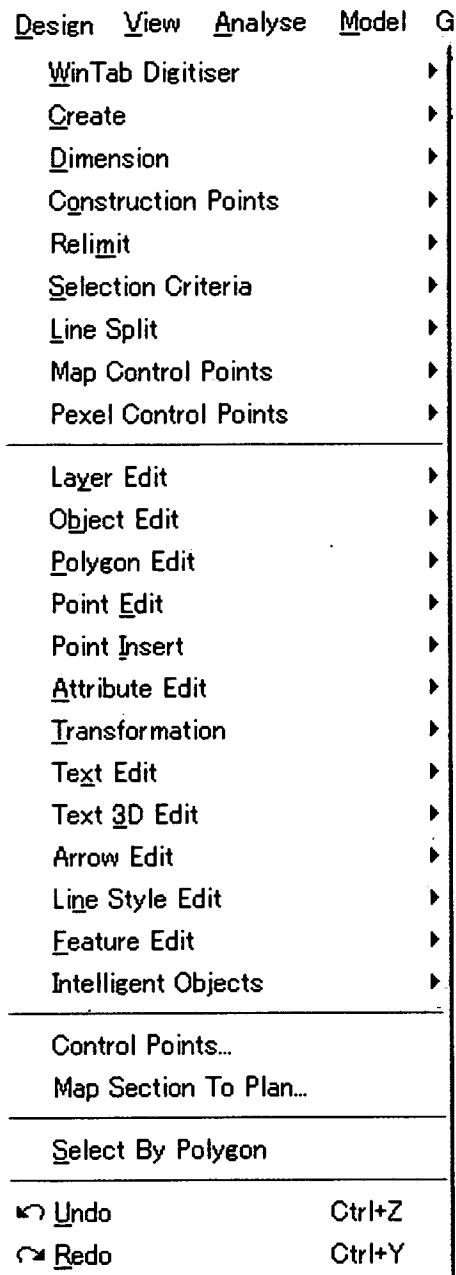 Design View Analyse Model G
WinTab Digitiser
Create
Dimension
Construction Points
Relimit
Selection Criteria
Line Split
Map Control Points
Pexel Control Points
Layer Edit
Object Edit
Polygon Edit
Point Edit
Point Insert
Attribute Edit
Transformation
Text Edit
Text 3D Edit
Arrow Edit
Line Style Edit
Feature Edit
Intelligent Objects
Control Points...
Map Section To Plan...
Select By Polygon
Undo Ctrl+Z
Redo Ctrl+Y